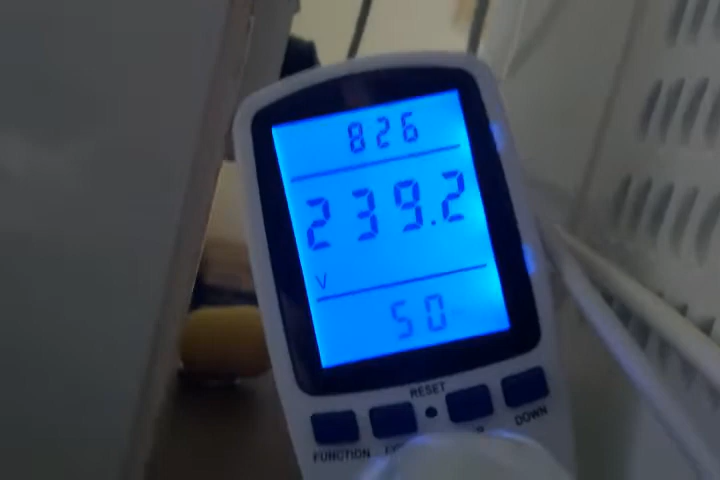 826
239.2
V
50
RESET
FUNCTION
DOWN